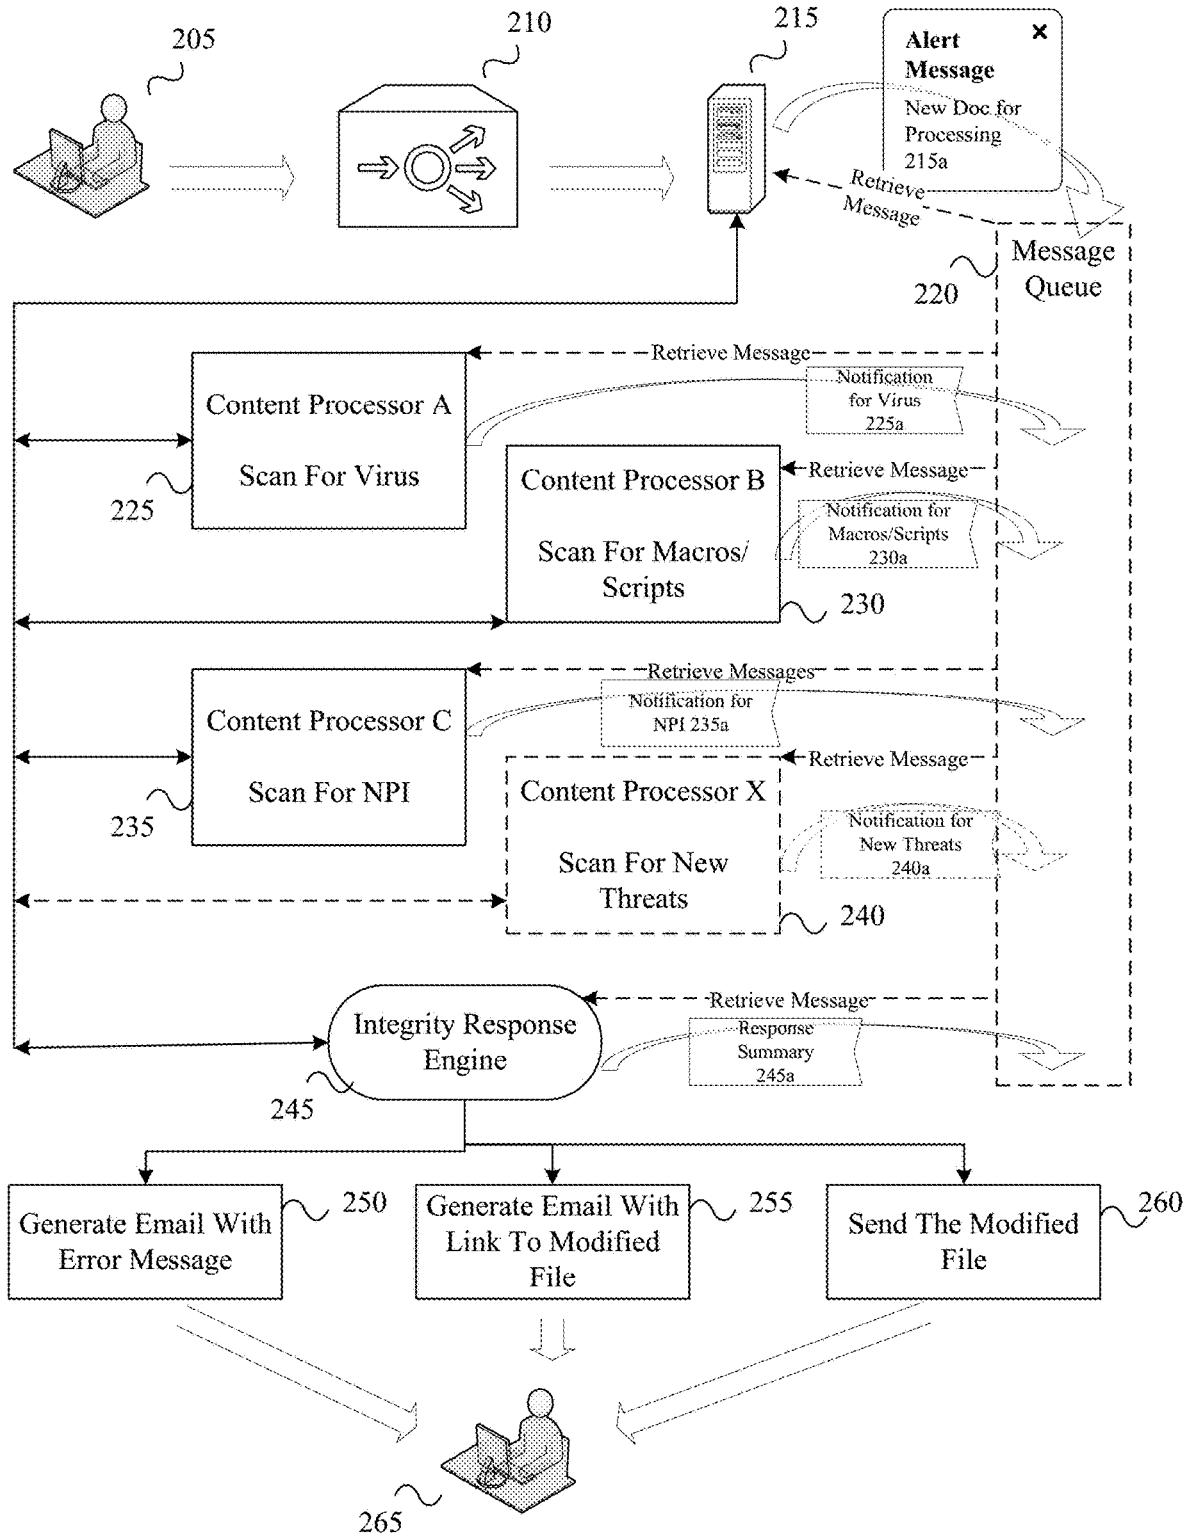 205
210
215
Alert
Message
New Doc for
Processing
215a
Retrieve
Message
Message
Queue
220
Retrieve Message
Content Processor A
Scan For Virus
225
Notification
for Virus
225a
Retrieve Message
Content Processor B
Scan For Macros/
Scripts
230
Notification for
Macros/Scripts
230a
Retrieve Messages
Content Processor C
Scan For NPI
235
Notification for
NPI 235a
Retrieve Message
Content Processor X
Scan For New
Threats
240
Notification for
New Threats
240a
Retrieve Message
Integrity Response
Engine
245
Response
Summary
245a
Generate Email With
Error Message
250
Generate Email With
Link To Modified
File
255
Send The Modified
File
260
265